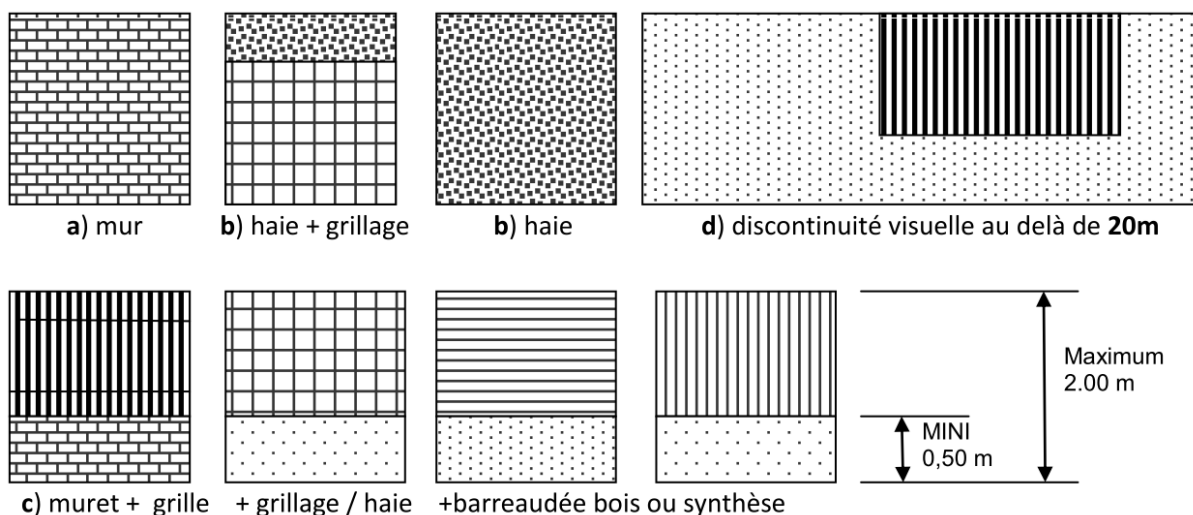 a) mur
b) haie + grillage
b) haie
d) discontinuité visuelle au delà de 20m
Maximum
2.00 m
MINI
0,50 m
c) muret + grille
+ grillage / haie
+barreaudée bois ou synthèse